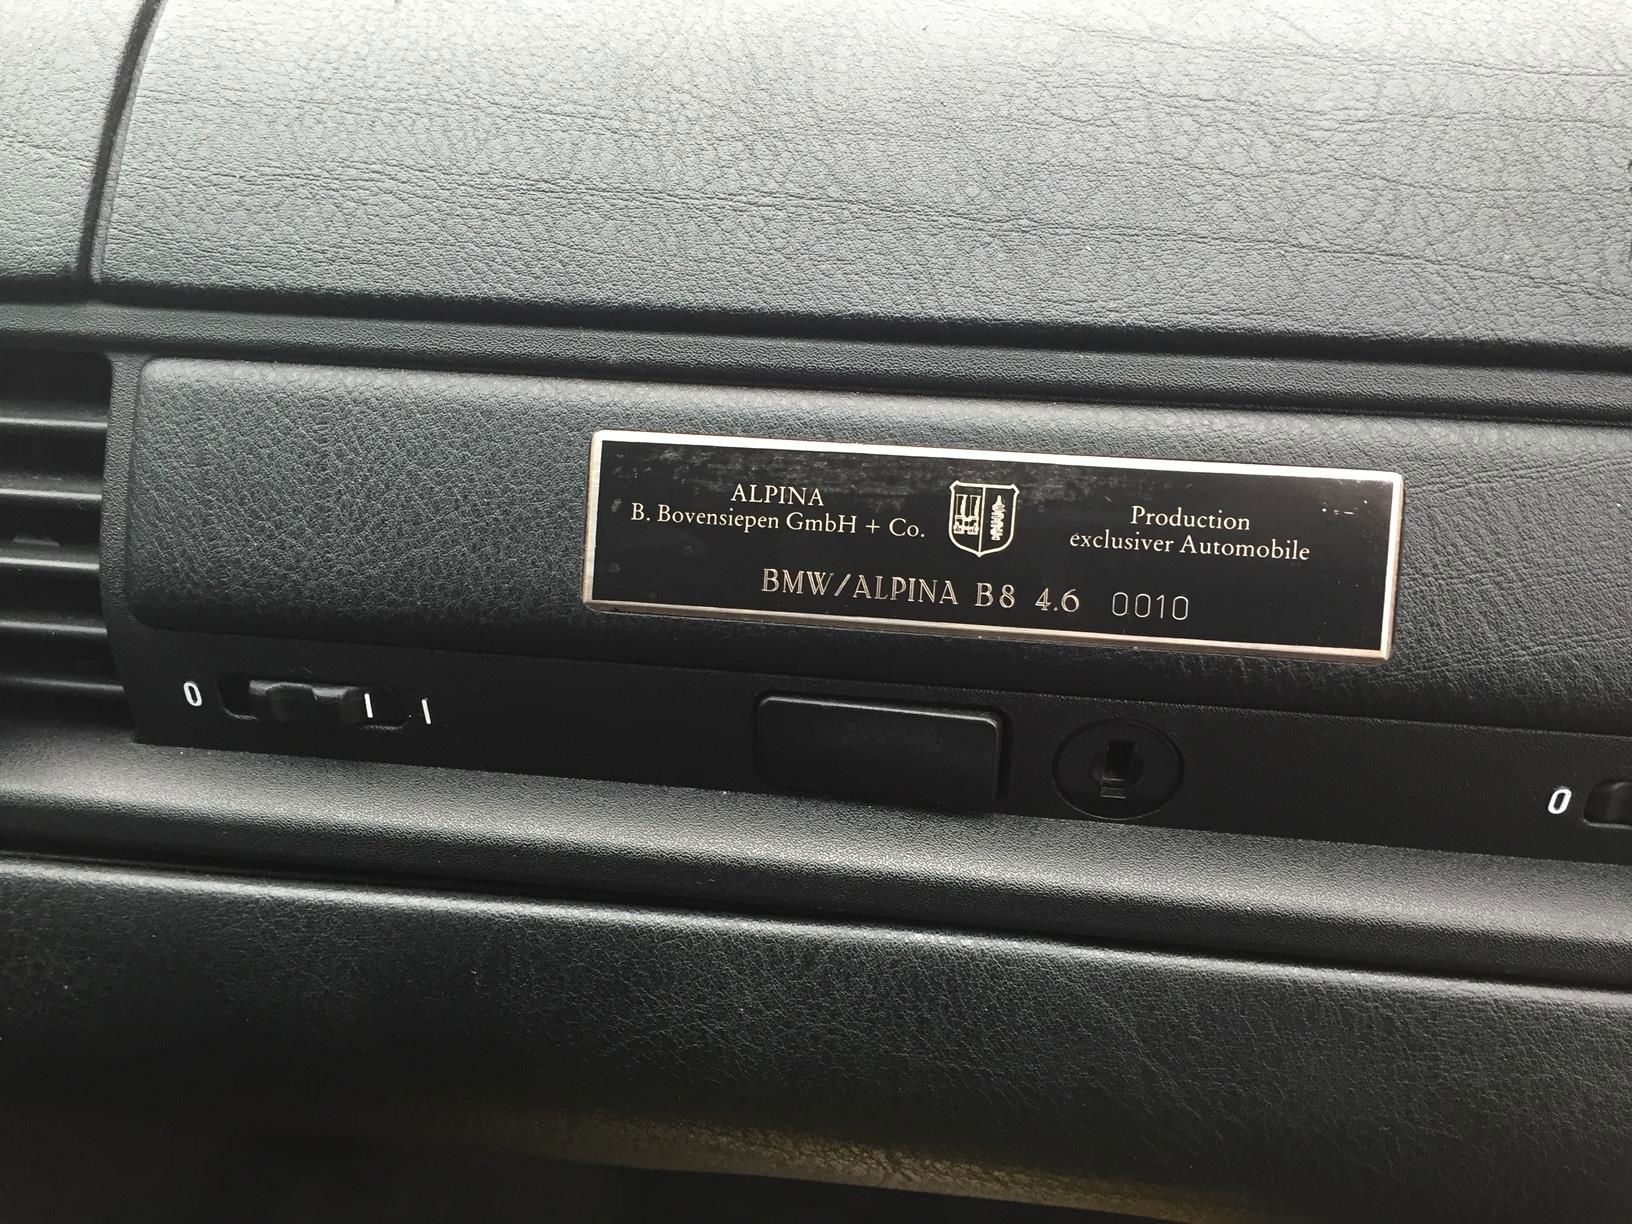 ALPINA
B. Bovensiepen GmbH + Co.
Production
exclusiver Automobile
BMW/ALPINA B8 4.6 0010
0 I
0